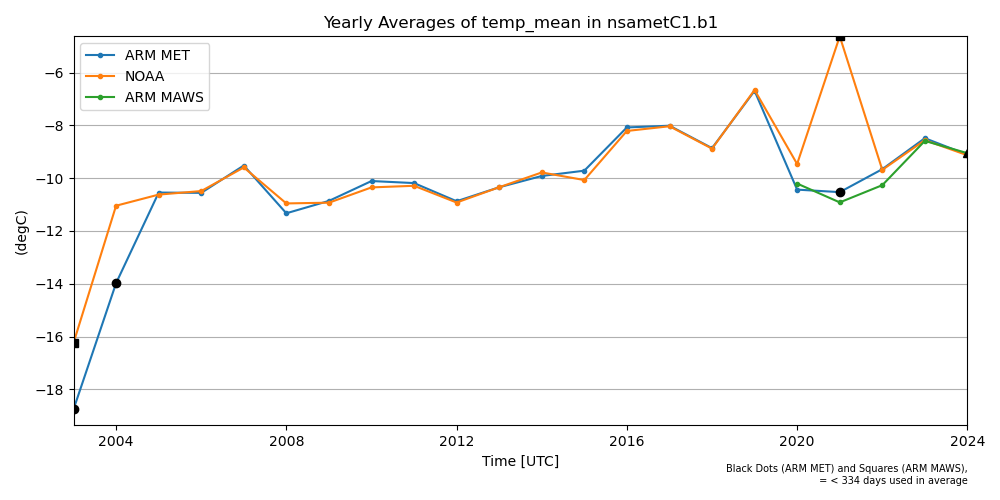 Yearly Averages of temp_mean in nsametC1.b1
ARM MET
NOAA
ARM MAWS
(degC)
−6
−8
−10
−12
−14
−16
−18
2004
2008
2012
2016
2020
2024
Time [UTC]
Black Dots (ARM MET) and Squares (ARM MAWS),
= < 334 days used in average